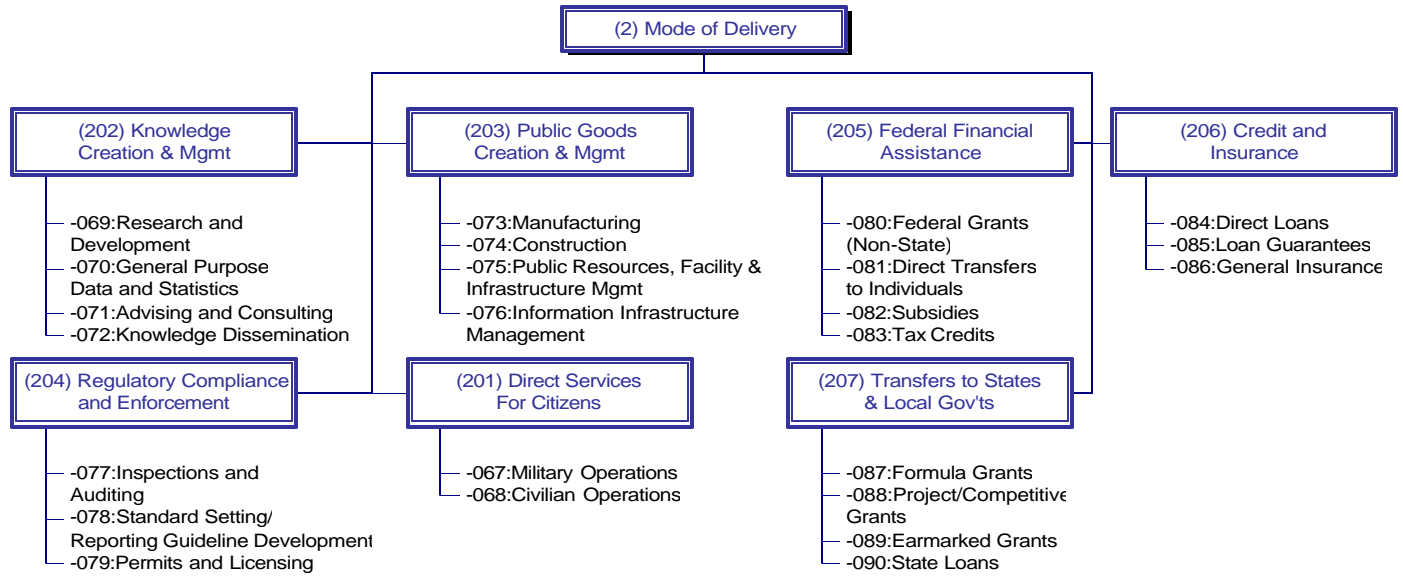 (2) Mode of Delivery
(202) Knowledge
Creation & Mgmt
-069:Research and
Development
-070:General Purpose
Data and Statistics
-071:Advising and Consulting
-072:Knowledge Dissemination
(203) Public Goods
Creation & Mgmt
-073:Manufacturing
-074:Construction
-075:Public Resources, Facility &
Infrastructure Mgmt
-076:Information Infrastructure
Management
(205) Federal Financial
Assistance
-080:Federal Grants
(Non-State)
-081:Direct Transfers
to Individuals
-082:Subsidies
-083:Tax Credits
(206) Credit and
Insurance
-084:Direct Loans
-085:Loan Guarantees
-086:General Insurance
(204) Regulatory Compliance
and Enforcement
-077:Inspections and
Auditing
-078:Standard Setting/
Reporting Guideline Development
-079:Permits and Licensing
(201) Direct Services
For Citizens
-067:Military Operations
-068:Civilian Operations
(207) Transfers to States
& Local Gov'ts
-087:Formula Grants
-088:Project/Competitive
Grants
-089:Earmarked Grants
-090:State Loans